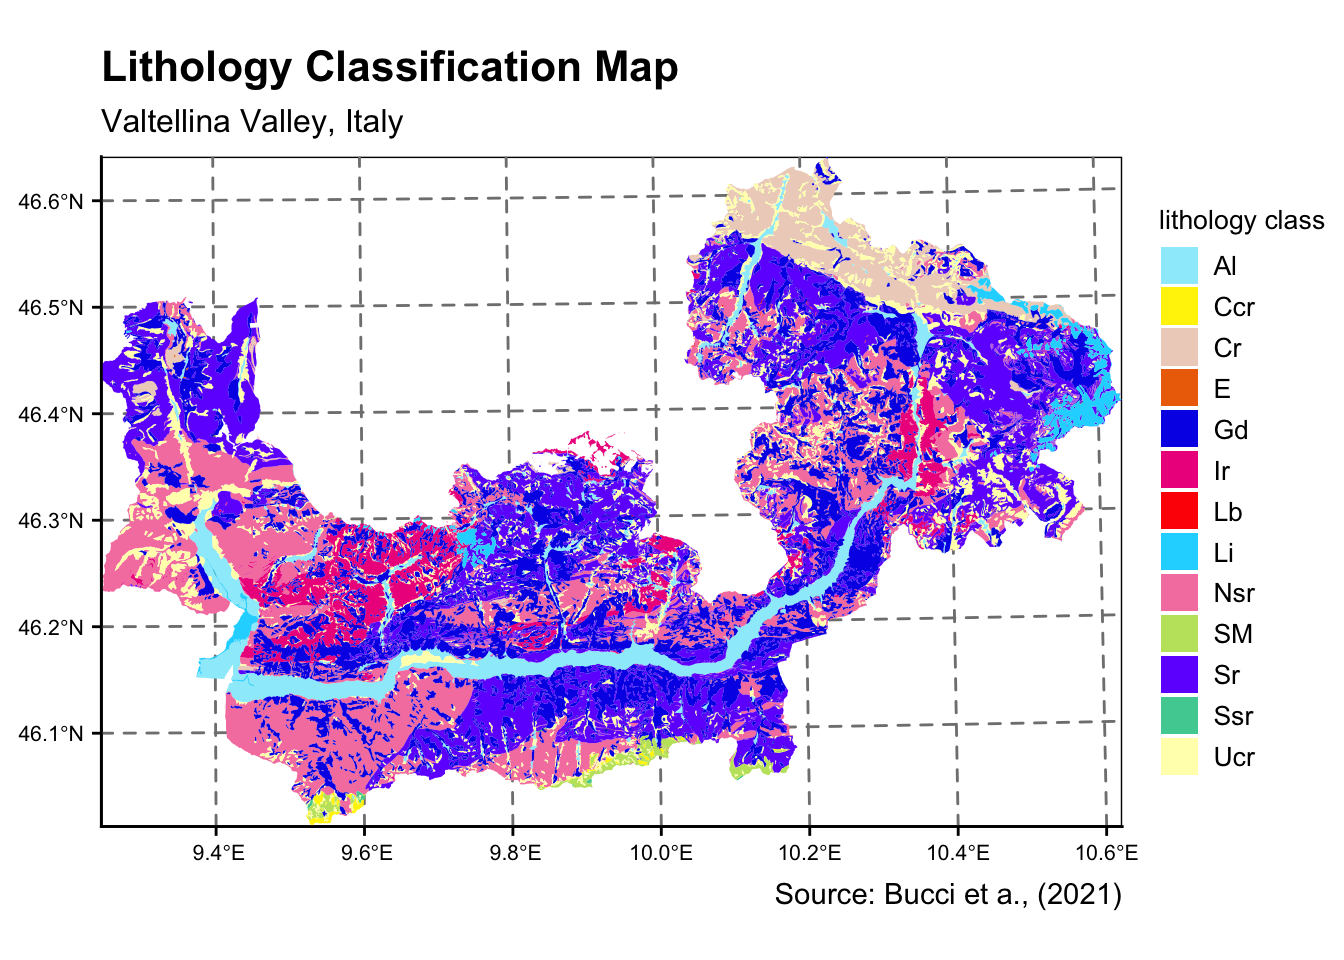 Lithology Classification Map
Valtellina Valley, Italy
46.6°N
46.5°N
46.4°N
46.3°N
46.2°N
46.1°N
9.4°E
9.6°E
9.8°E
10.0°E
10.2°E
10.4°E
10.6°E
lithology class
Al
Ccr
Cr
E
Gd
Ir
Lb
Li
Nsr
SM
Sr
Ssr
Ucr
Source: Bucci et a., (2021)